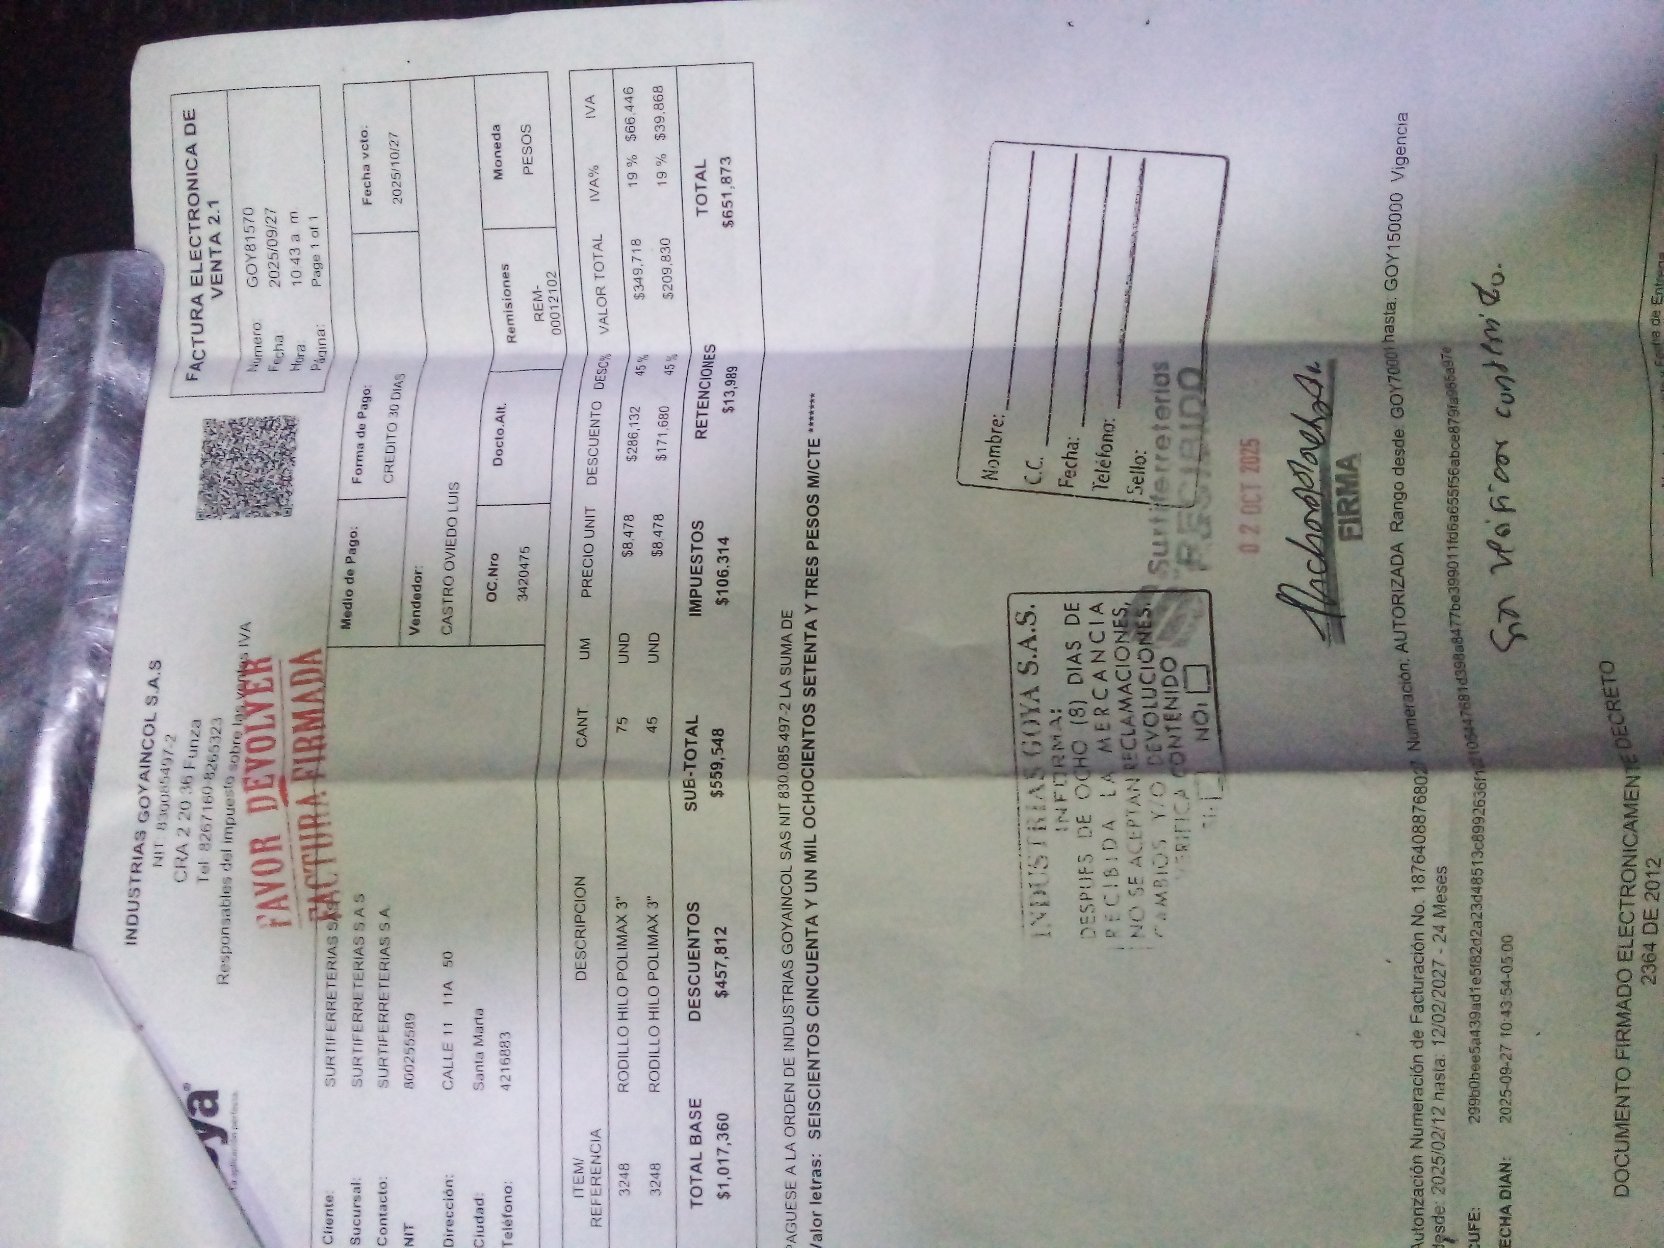 INDUSTRIAS GOYAINCOL S.A.S
NIT: 830085497-2
CRA 2 20 36 Funza
Tel 8267160-8265323
Responsables del impuesto sobre las ventas IVA
FAVOR DEVOLVER
FACTURA FIRMADA
FACTURA ELECTRONICA DE
VENTA 2.1
Numero: GOY81570
Fecha 2025/09/27
Hora 10:43 a. m.
Página: Page 1 of 1
Cliente: SURTIFERRETERIAS S.A.S
Sucursal: SURTIFERRETERIAS S.A.S
Contacto: SURTIFERRETERIAS S.A.
NIT 800255589
Dirección: CALLE 11 11A 50
Ciudad: Santa Marta
Teléfono: 4216883
Medio de Pago:
Forma de Pago:
CREDITO 30 DIAS
Fecha vcto.
2025/10/27
Vendedor:
CASTRO OVIEDO LUIS
OC.Nro Docto.Alt. Remisiones Moneda
3420475 REM-00012102 PESOS
ITEM/REFERENCIA DESCRIPCION CANT UM PRECIO UNIT DESCUENTO DESC% VALOR TOTAL IVA% IVA
3248 RODILLO HILO POLIMAX 3" 75 UND $8,478 $286,132 45 % $349,718 19 % $66.446
3248 RODILLO HILO POLIMAX 3" 45 UND $8,478 $171,680 45 % $209,830 19 % $39.868
TOTAL BASE DESCUENTOS SUB-TOTAL IMPUESTOS RETENCIONES TOTAL
$1,017,360 $457,812 $559,548 $106,314 $13,989 $651,873
PAGUESE A LA ORDEN DE INDUSTRIAS GOYAINCOL SAS NIT 830.085.497-2 LA SUMA DE
Valor letras: SEISCIENTOS CINCUENTA Y UN MIL OCHOCIENTOS SETENTA Y TRES PESOS M/CTE ******
INDUSTRIAS GOYA S.A.S.
INFORMA:
DESPUES DE OCHO (8) DIAS DE
RECIBIDA LA MERCANCIA
NO SE ACEPTAN RECLAMACIONES,
CAMBIOS Y/O DEVOLUCIONES.
VERIFICA CONTENIDO
SI: NO:
Nombre:
C.C.
Fecha:
Teléfono:
Sello:
Surtiferreterias
RECIBIDO
02 OCT 2025
FIRMA
Autorización Numeración de Facturación No. 18764088768027 Numeración: AUTORIZADA Rango desde GOY70001 hasta: GOY150000 Vigencia
desde: 2025/02/12 hasta: 12/02/2027 - 24 Meses
CUFE:
FECHA DIAN: 2025-09-27 10:43:54-05:00
Sin verificar contenido.
DOCUMENTO FIRMADO ELECTRONICAMENTE DECRETO
2364 DE 2012